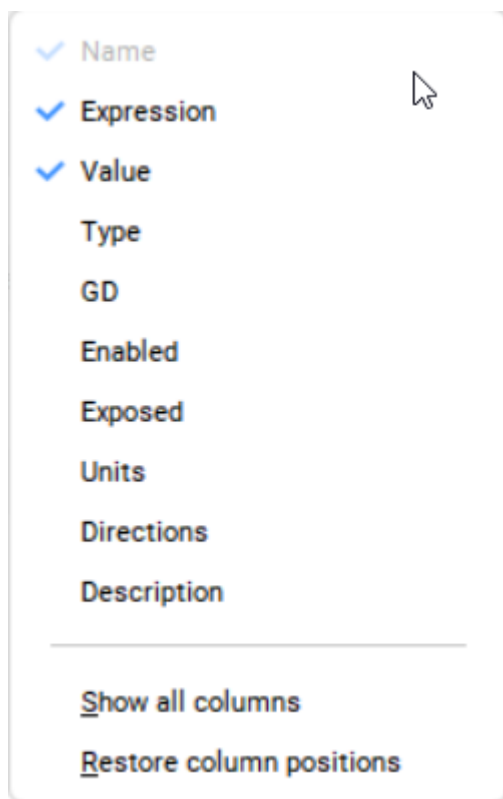 Name
Expression
Value
Type
GD
Enabled
Exposed
Units
Directions
Description
Show all columns
Restore column positions